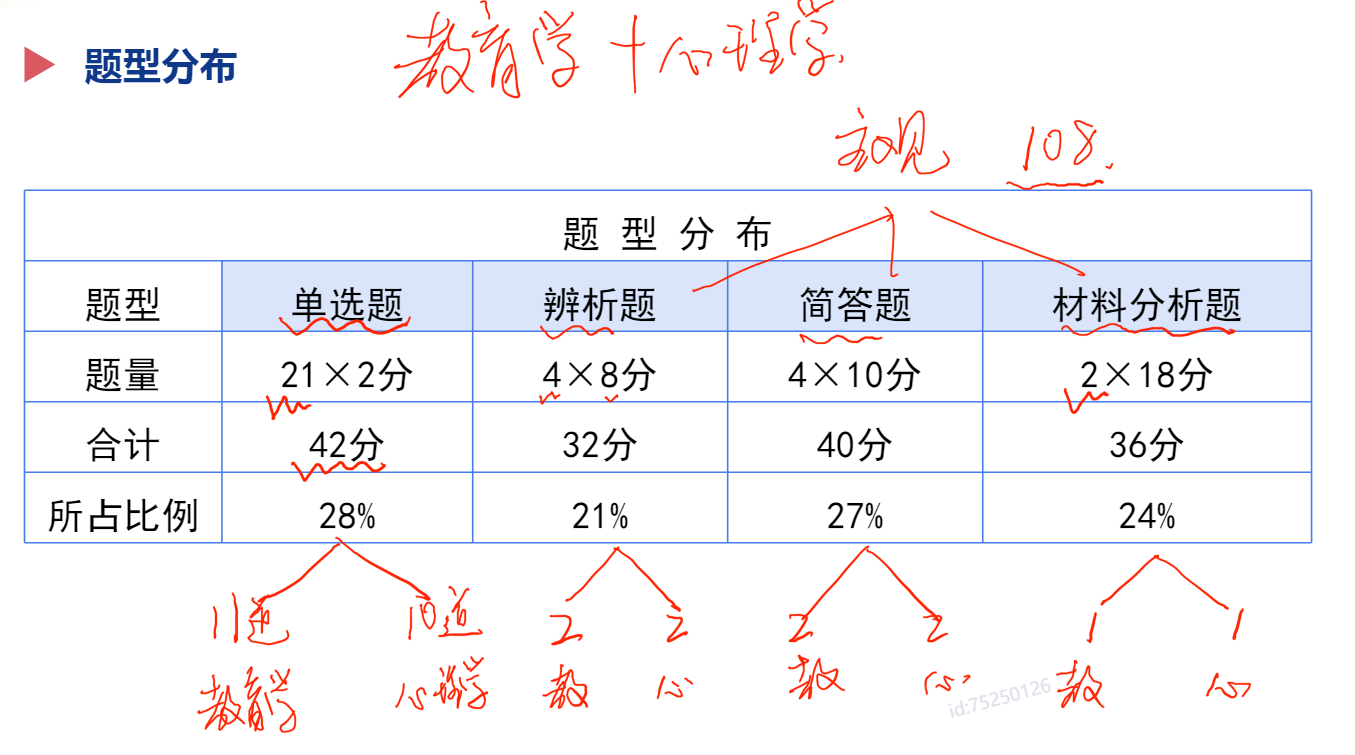 教育学+心理学
题型分布
主观 108
题型分布
题型 单选题 辨析题 简答题 材料分析题
题量 21×2分 4×8分 4×10分 2×18分
合计 42分 32分 40分 36分
所占比例 28% 21% 27% 24%
11道 10道 2 2 2 2 1 1
教育学 心理学 教 心 教 心 教 心
id:75250126